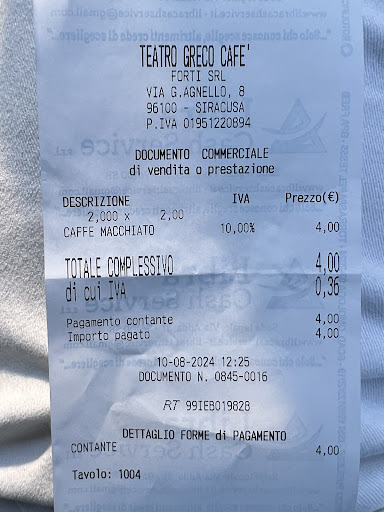 TEATRO GRECO CAFE'
FORTI SRL
VIA G.AGNELLO, 8
96100 - SIRACUSA
P.IVA 01951220894
DOCUMENTO COMMERCIALE
di vendita o prestazione
DESCRIZIONE IVA Prezzo(€)
2,000 x 2,00
CAFFE MACCHIATO 10,00% 4,00
TOTALE COMPLESSIVO 4,00
di cui IVA 0,36
Pagamento contante 4,00
Importo pagato 4,00
10-08-2024 12:25
DOCUMENTO N. 0845-0016
RT 99IEB019828
DETTAGLIO FORME di PAGAMENTO
CONTANTE 4,00
Tavolo: 1004